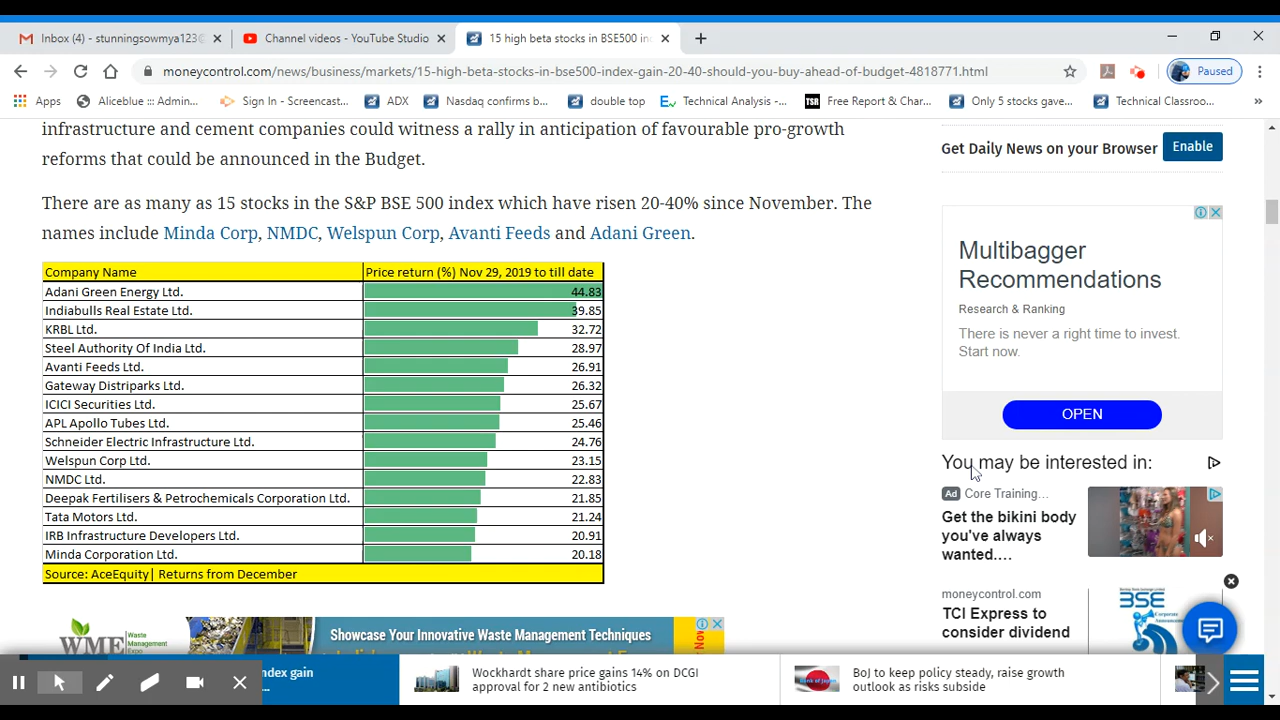 Inbox (4) - stunningsowmya123@
Channel videos - YouTube Studio
15 high beta stocks in BSE500 in
moneycontrol.com/news/business/markets/15-high-beta-stocks-in-bse500-index-gain-20-40-should-you-buy-ahead-of-budget-4818771.html
Paused
Apps
Aliceblue ::: Admin...
Sign In - Screencast...
ADX
Nasdaq confirms b...
double top
Technical Analysis -...
TSR
Free Report & Char...
Only 5 stocks gave...
Technical Classroo...
»
infrastructure and cement companies could witness a rally in anticipation of favourable pro-growth
reforms that could be announced in the Budget.
There are as many as 15 stocks in the S&P BSE 500 index which have risen 20-40% since November. The
names include Minda Corp, NMDC, Welspun Corp, Avanti Feeds and Adani Green.
Company Name Price return (%) Nov 29, 2019 to till date
Adani Green Energy Ltd. 44.83
Indiabulls Real Estate Ltd. 39.85
KRBL Ltd. 32.72
Steel Authority Of India Ltd. 28.97
Avanti Feeds Ltd. 26.91
Gateway Distriparks Ltd. 26.32
ICICI Securities Ltd. 25.67
APL Apollo Tubes Ltd. 25.46
Schneider Electric Infrastructure Ltd. 24.76
Welspun Corp Ltd. 23.15
NMDC Ltd. 22.83
Deepak Fertilisers & Petrochemicals Corporation Ltd. 21.85
Tata Motors Ltd. 21.24
IRB Infrastructure Developers Ltd. 20.91
Minda Corporation Ltd. 20.18
Source: AceEquity| Returns from December
Get Daily News on your Browser Enable
Multibagger
Recommendations
Research & Ranking
There is never a right time to invest.
Start now.
OPEN
You may be interested in:
Ad Core Training...
Get the bikini body
you've always
wanted....
moneycontrol.com
TCI Express to
consider dividend
BSE
WME Waste
Management
Expo
Showcase Your Innovative Waste Management Techniques
Now
ndex gain
...
Wockhardt share price gains 14% on DCGI
approval for 2 new antibiotics
BoJ to keep policy steady, raise growth
outlook as risks subside